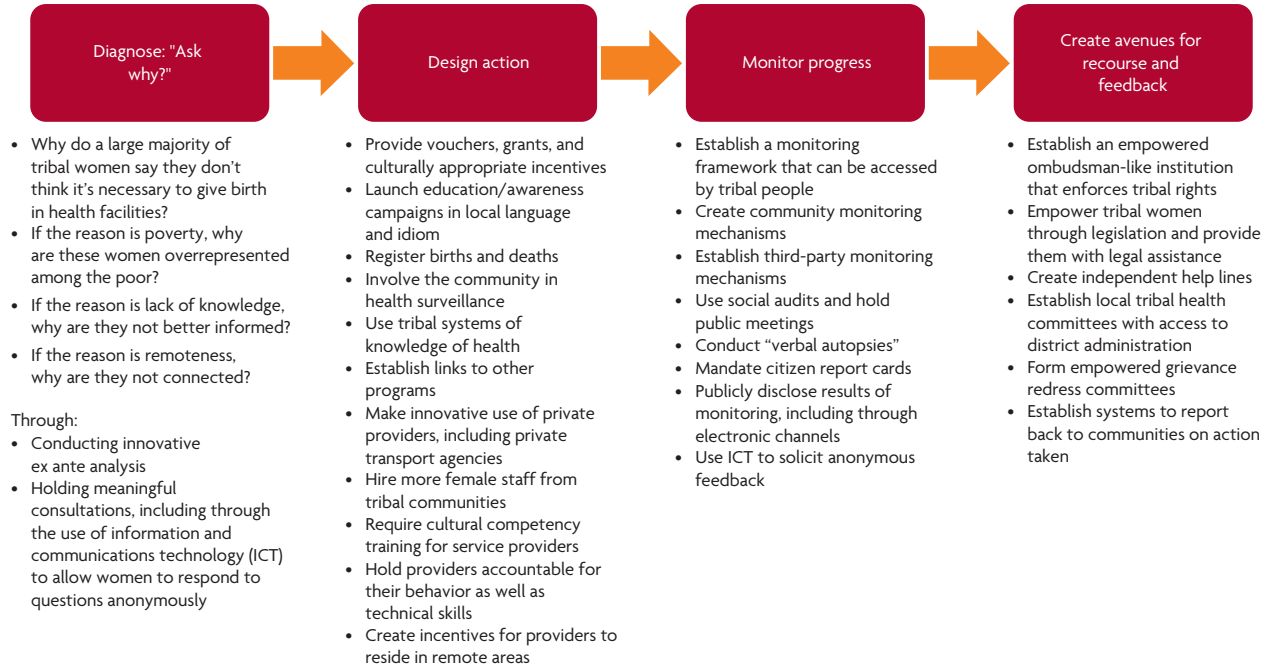 Diagnose: "Ask
why?"
Design action
Monitor progress
Create avenues for
recourse and
feedback
• Why do a large majority of
tribal women say they don't
think it's necessary to give birth
in health facilities?
• If the reason is poverty, why
are these women overrepresented
among the poor?
• If the reason is lack of knowledge,
why are they not better informed?
• If the reason is remoteness,
why are they not connected?
Through:
• Conducting innovative
ex ante analysis
• Holding meaningful
consultations, including through
the use of information and
communications technology (ICT)
to allow women to respond to
questions anonymously
• Provide vouchers, grants, and
culturally appropriate incentives
• Launch education/awareness
campaigns in local language
and idiom
• Register births and deaths
• Involve the community in
health surveillance
• Use tribal systems of
knowledge of health
• Establish links to other
programs
• Make innovative use of private
providers, including private
transport agencies
• Hire more female staff from
tribal communities
• Require cultural competency
training for service providers
• Hold providers accountable for
their behavior as well as
technical skills
• Create incentives for providers to
reside in remote areas
• Establish a monitoring
framework that can be accessed
by tribal people
• Create community monitoring
mechanisms
• Establish third-party monitoring
mechanisms
• Use social audits and hold
public meetings
• Conduct “verbal autopsies”
• Mandate citizen report cards
• Publicly disclose results of
monitoring, including through
electronic channels
• Use ICT to solicit anonymous
feedback
• Establish an empowered
ombudsman-like institution
that enforces tribal rights
• Empower tribal women
through legislation and provide
them with legal assistance
• Create independent help lines
• Establish local tribal health
committees with access to
district administration
• Form empowered grievance
redress committees
• Establish systems to report
back to communities on action
taken